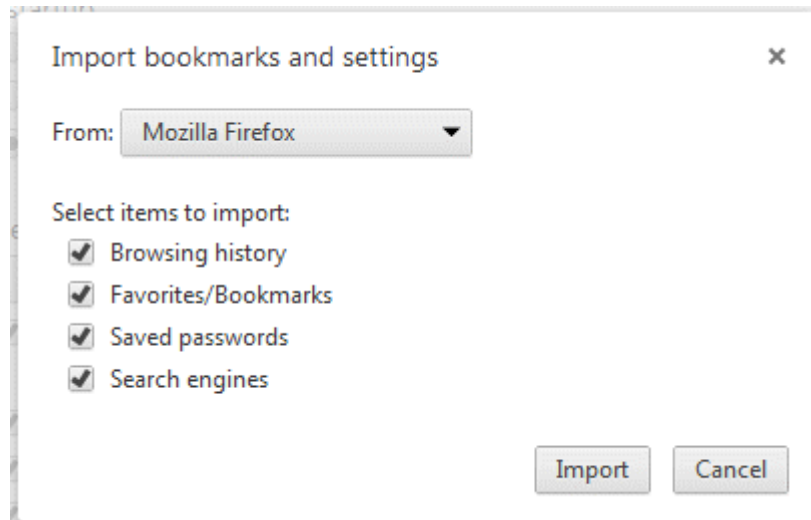 Import bookmarks and settings
From: Mozilla Firefox
Select items to import:
Browsing history
Favorites/Bookmarks
Saved passwords
Search engines
Import Cancel